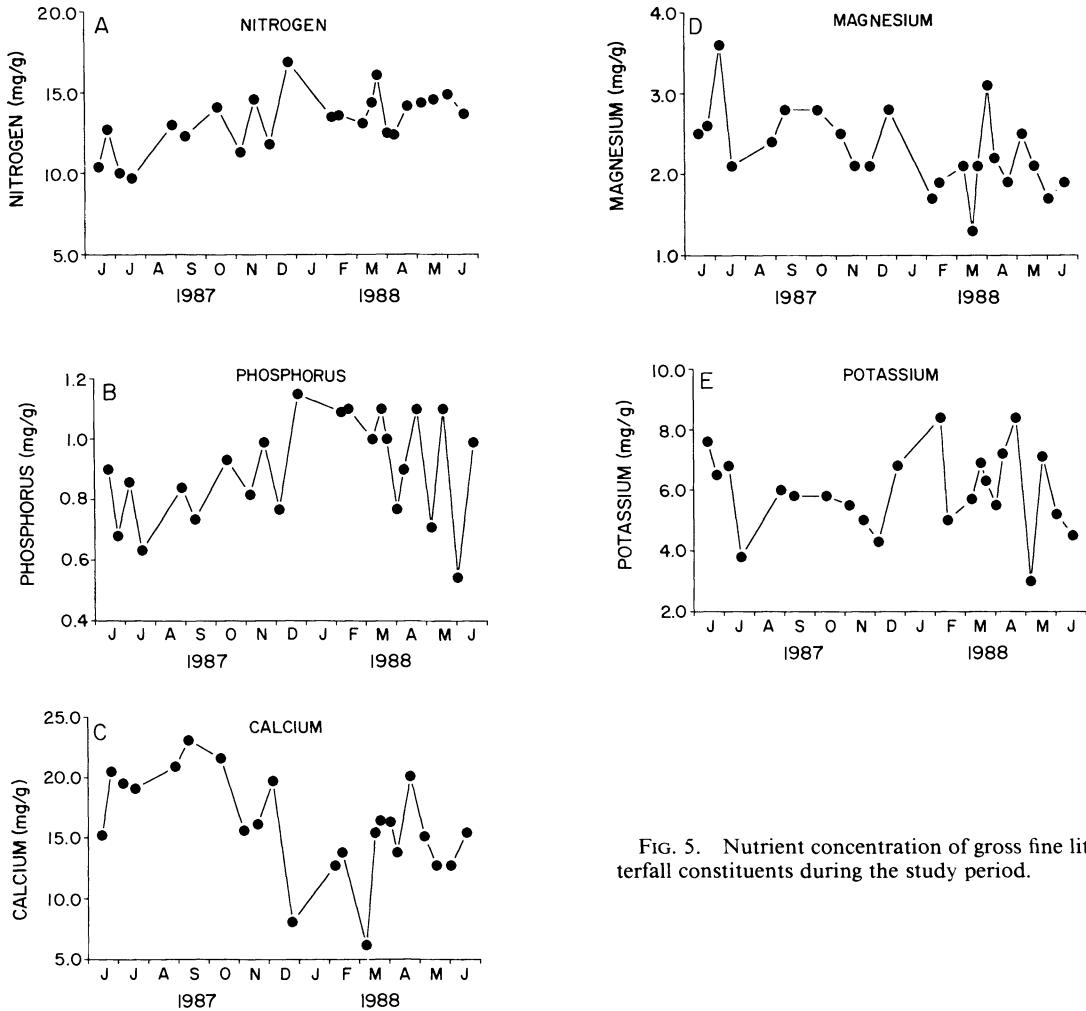 A
NITROGEN
NITROGEN (mg/g)
20.0
15.0
10.0
5.0
J J A S O N D J F M A M J
1987 1988
B
PHOSPHORUS
PHOSPHORUS (mg/g)
1.2
1.0
0.8
0.6
0.4
J J A S O N D J F M A M J
1987 1988
C
CALCIUM
CALCIUM (mg/g)
25.0
20.0
15.0
10.0
5.0
J J A S O N D J F M A M J
1987 1988
D
MAGNESIUM
MAGNESIUM (mg/g)
4.0
3.0
2.0
1.0
J J A S O N D J F M A M J
1987 1988
E
POTASSIUM
POTASSIUM (mg/g)
10.0
8.0
6.0
4.0
2.0
J J A S O N D J F M A M J
1987 1988
FIG. 5. Nutrient concentration of gross fine lit
terfall constituents during the study period.